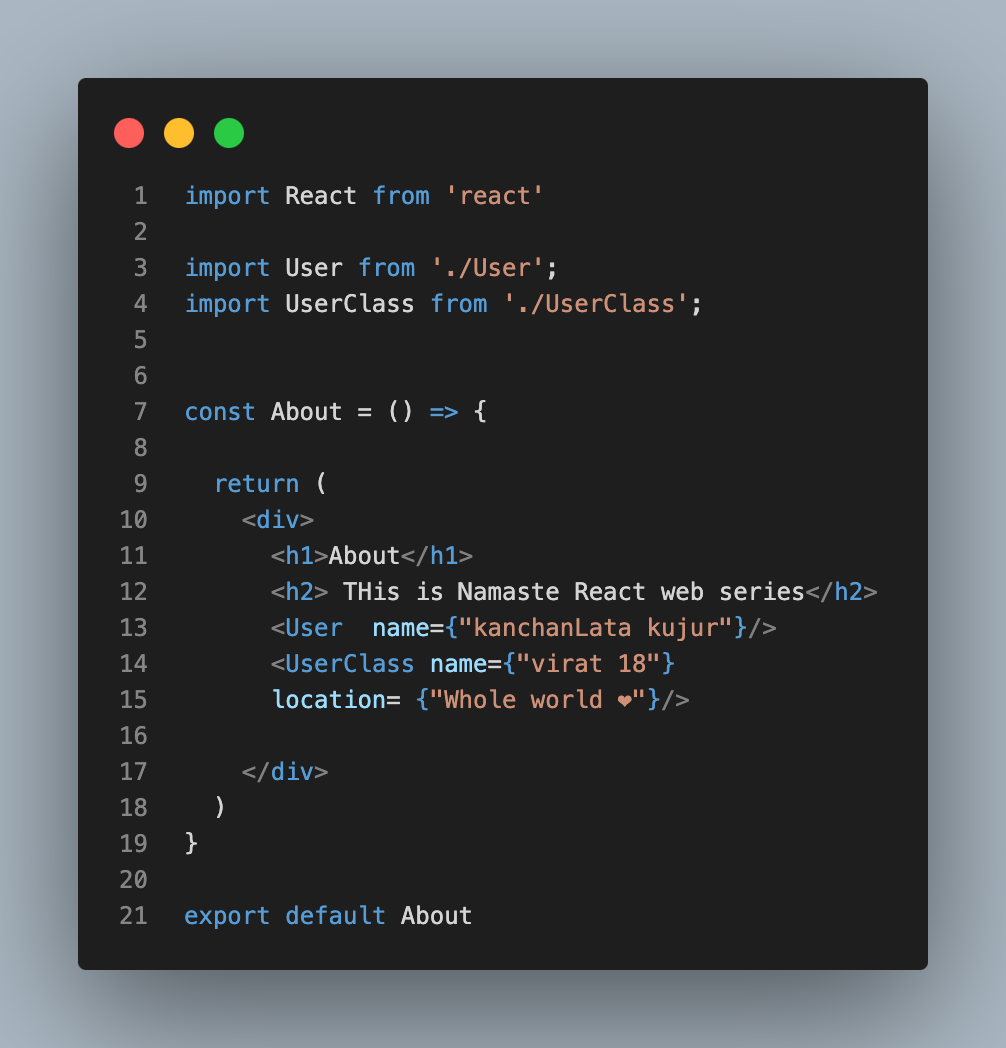 1 import React from 'react'
2
3 import User from './User';
4 import UserClass from './UserClass';
5
6
7 const About = () => {
8
9   return (
10     <div>
11       <h1>About</h1>
12       <h2> THis is Namaste React web series</h2>
13       <User  name={"kanchanLata kujur"}/>
14       <UserClass name={"virat 18"}
15       location= {"Whole world ❤"}/>
16
17     </div>
18   )
19 }
20
21 export default About